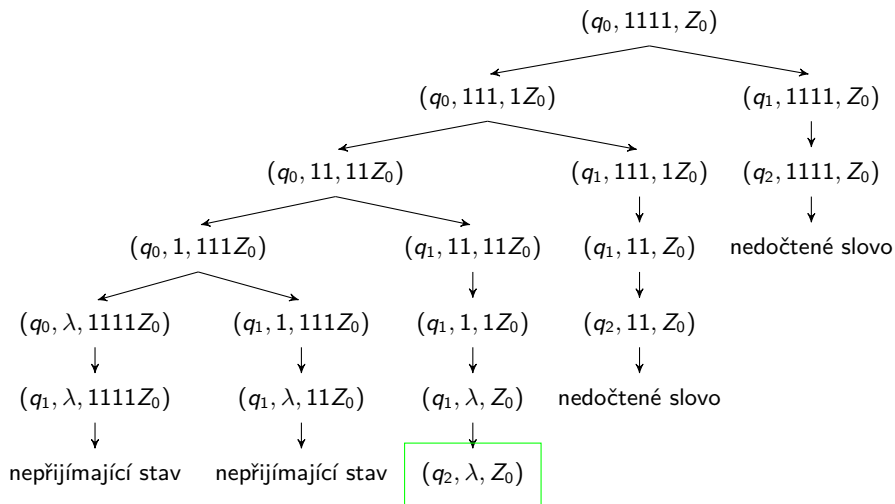 (q₀, 1111, Z₀)
(q₀, 111, 1Z₀) (q₁, 1111, Z₀)
(q₀, 11, 11Z₀) (q₁, 111, 1Z₀) (q₂, 1111, Z₀)
(q₀, 1, 111Z₀) (q₁, 11, 11Z₀) (q₁, 11, Z₀) nedočtené slovo
(q₀, λ, 1111Z₀) (q₁, 1, 111Z₀) (q₁, 1, 1Z₀) (q₂, 11, Z₀)
(q₁, λ, 1111Z₀) (q₁, λ, 11Z₀) (q₁, λ, Z₀) nedočtené slovo
nepřijímající stav nepřijímající stav (q₂, λ, Z₀)